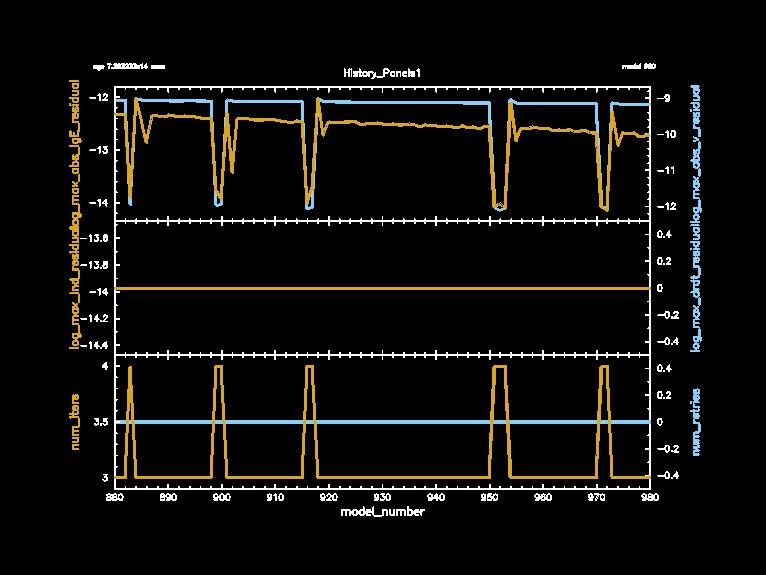 model 980
History_Panels1
log_max_abs_lgE_residual
-12
-13
-14
-9
-10
-11
-12
log_max_abs_v_residual
-13.6
-13.8
-14
-14.2
-14.4
0.4
0.2
0
-0.2
-0.4
log_max_drdt_residual
num_iters
4
3.5
3
0.4
0.2
0
-0.2
-0.4
num_retries
880 890 900 910 920 930 940 950 960 970 980
model_number